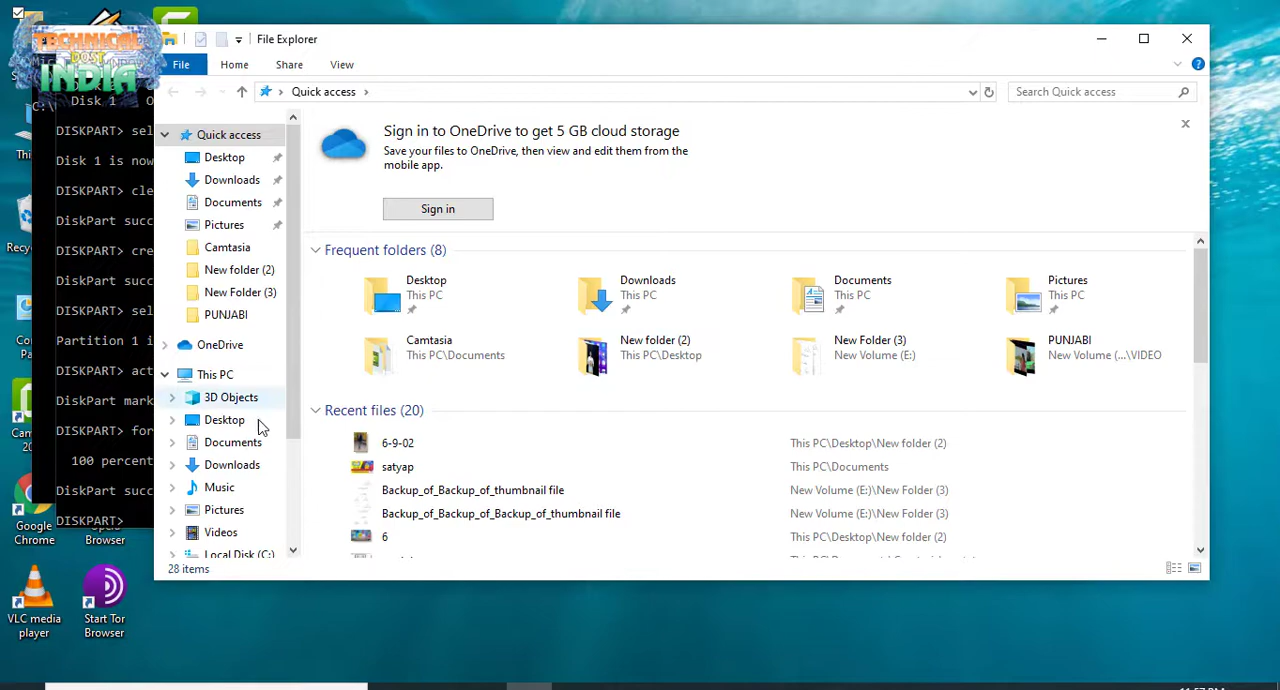 TECHNICAL
DOST
INDIA
File Explorer
File
Home
Share
View
Quick access
Search Quick access
Disk 1
C:\
DISKPART> sel
Disk 1 is now
DISKPART> cle
DiskPart succ
DISKPART> cre
DiskPart succ
DISKPART> sel
Partition 1 i
DISKPART> act
DiskPart mark
DISKPART> for
100 percent
DiskPart succ
DISKPART>
Quick access
Desktop
Downloads
Documents
Pictures
Camtasia
New folder (2)
New Folder (3)
PUNJABI
OneDrive
This PC
3D Objects
Desktop
Documents
Downloads
Music
Pictures
Videos
Local Disk (C:)
28 items
Sign in to OneDrive to get 5 GB cloud storage
Save your files to OneDrive, then view and edit them from the
mobile app.
Sign in
Frequent folders (8)
Desktop
This PC
Downloads
This PC
Documents
This PC
Pictures
This PC
Camtasia
This PC\Documents
New folder (2)
This PC\Desktop
New Folder (3)
New Volume (E:)
PUNJABI
New Volume (...\VIDEO
Recent files (20)
6-9-02 This PC\Desktop\New folder (2)
satyap This PC\Documents
Backup_of_Backup_of_thumbnail file New Volume (E:)\New Folder (3)
Backup_of_Backup_of_Backup_of_thumbnail file New Volume (E:)\New Folder (3)
6 This PC\Desktop\New folder (2)
Google
Chrome
Browser
VLC media
player
Start Tor
Browser